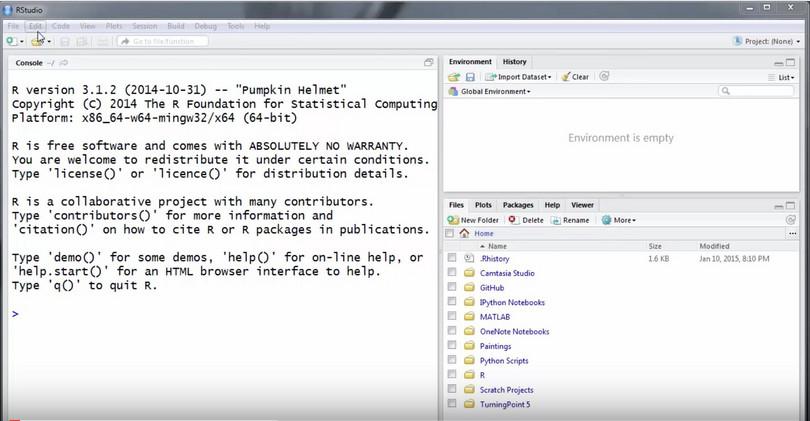 RStudio
File Edit Code View Plots Session Build Debug Tools Help
Go to file/function
Project: (None)
Console ~/
R version 3.1.2 (2014-10-31) -- "Pumpkin Helmet"
Copyright (C) 2014 The R Foundation for Statistical Computing
Platform: x86_64-w64-mingw32/x64 (64-bit)
R is free software and comes with ABSOLUTELY NO WARRANTY.
You are welcome to redistribute it under certain conditions.
Type 'license()' or 'licence()' for distribution details.
R is a collaborative project with many contributors.
Type 'contributors()' for more information and
'citation()' on how to cite R or R packages in publications.
Type 'demo()' for some demos, 'help()' for on-line help, or
'help.start()' for an HTML browser interface to help.
Type 'q()' to quit R.
>
Environment History
Import Dataset Clear List
Global Environment
Environment is empty
Files Plots Packages Help Viewer
New Folder Delete Rename More
Home ...
Name Size Modified
.Rhistory 1.6 KB Jan 10, 2015, 8:10 PM
Camtasia Studio
GitHub
IPython Notebooks
MATLAB
OneNote Notebooks
Paintings
Python Scripts
R
Scratch Projects
TurningPoint 5